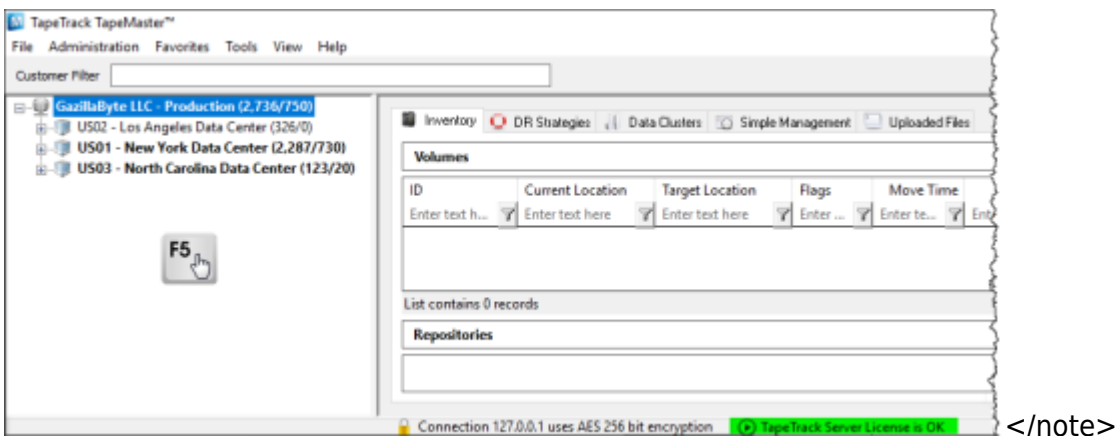 TapeTrack TapeMaster™
File Administration Favorites Tools View Help
Customer Filter
GazillaByte LLC - Production (2,736/750)
US02 - Los Angeles Data Center (326/0)
US01 - New York Data Center (2,287/730)
US03 - North Carolina Data Center (123/20)
F5
Inventory DR Strategies Data Clusters Simple Management Uploaded Files
Volumes
ID Current Location Target Location Flags Move Time
Enter text h... Enter text here Enter text here Enter ... Enter te... Ent
List contains 0 records
Repositories
Connection 127.0.0.1 uses AES 256 bit encryption TapeTrack Server License is OK
</note>